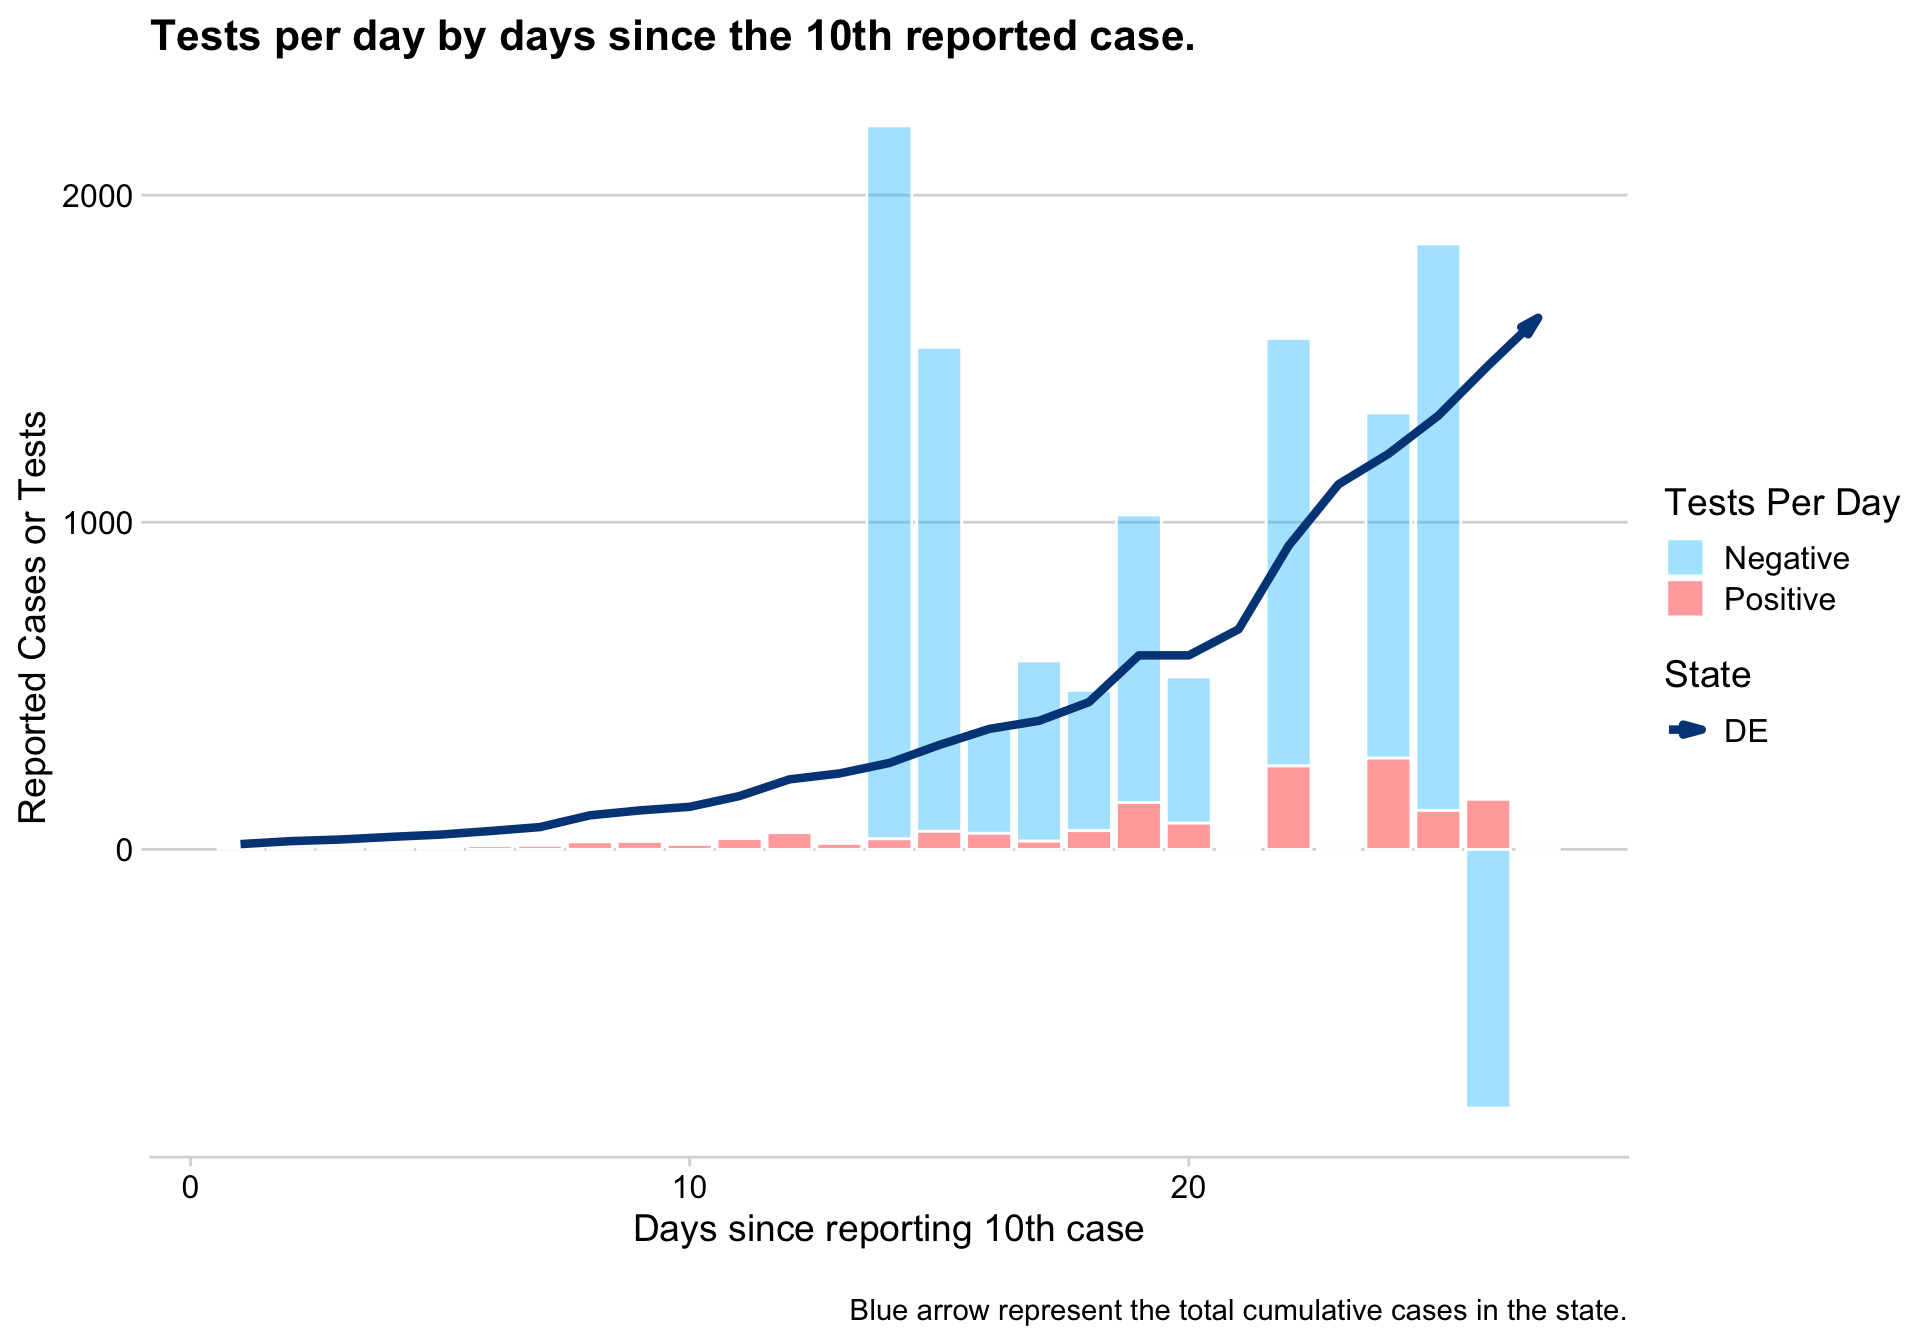 Tests per day by days since the 10th reported case.
2000
1000
0
Reported Cases or Tests
0
10
20
Days since reporting 10th case
Tests Per Day
Negative
Positive
State
DE
Blue arrow represent the total cumulative cases in the state.